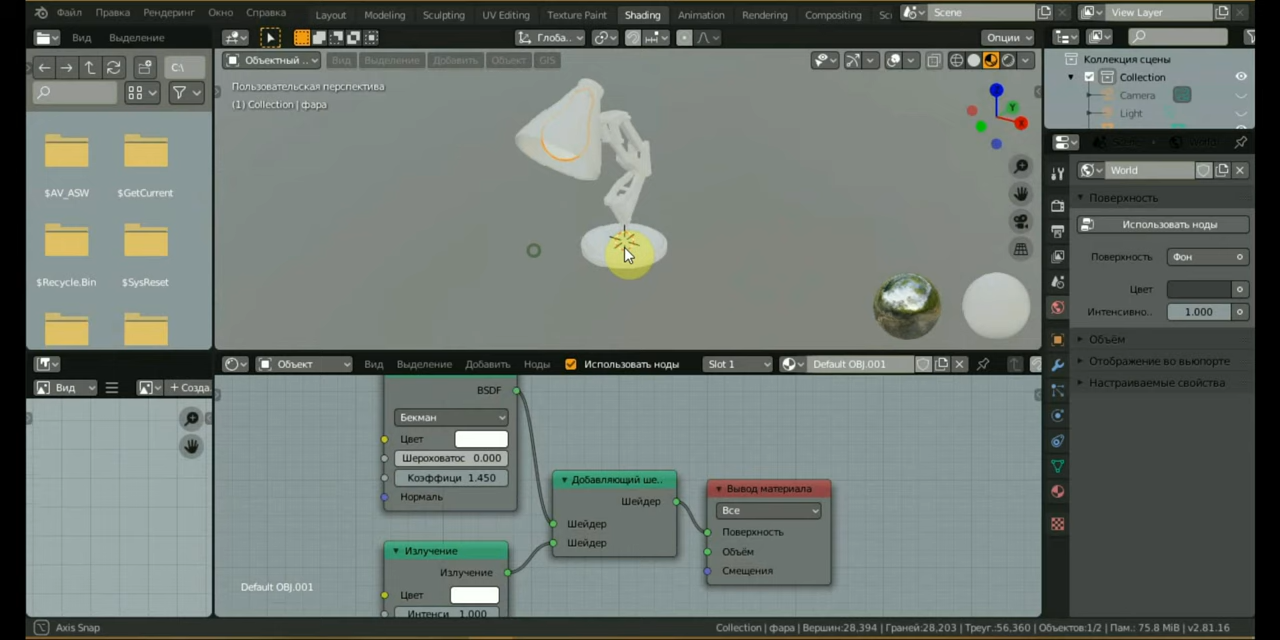 Файл Правка Рендеринг Окно Справка Layout Modeling Sculpting UV Editing Texture Paint Shading Animation Rendering Compositing Sc Scene View Layer
Вид Выделение Глоба.. Опции
C:\ Объектный .. Вид Выделение Добавить Объект GIS
Пользовательская перспектива
(1) Collection | фара
Коллекция сцены
Collection
Camera
Light
$AV_ASW $GetCurrent
$Recycle.Bin $SysReset
World
Поверхность
Использовать ноды
Поверхность: Фон
Цвет
Интенсивно.. 1.000
Объём
Отображение во вьюпорте
Настраиваемые свойства
Объект Вид Выделение Добавить Ноды Использовать ноды Slot 1 Default OBJ.001
Вид + Созда
BSDF
Бекман
Цвет
Шероховатос 0.000
Коэффици 1.450
Нормаль
Добавляющий ше..
Шейдер
Шейдер
Шейдер
Вывод материала
Все
Поверхность
Объём
Смещения
Излучение
Излучение
Цвет
Интенси 1.000
Default OBJ.001
Axis Snap Collection | фара | Вершин:28,394 | Граней:28,203 | Треуг.:56,360 | Объектов:1/2 | Пам.: 75.8 MiB | v2.81.16